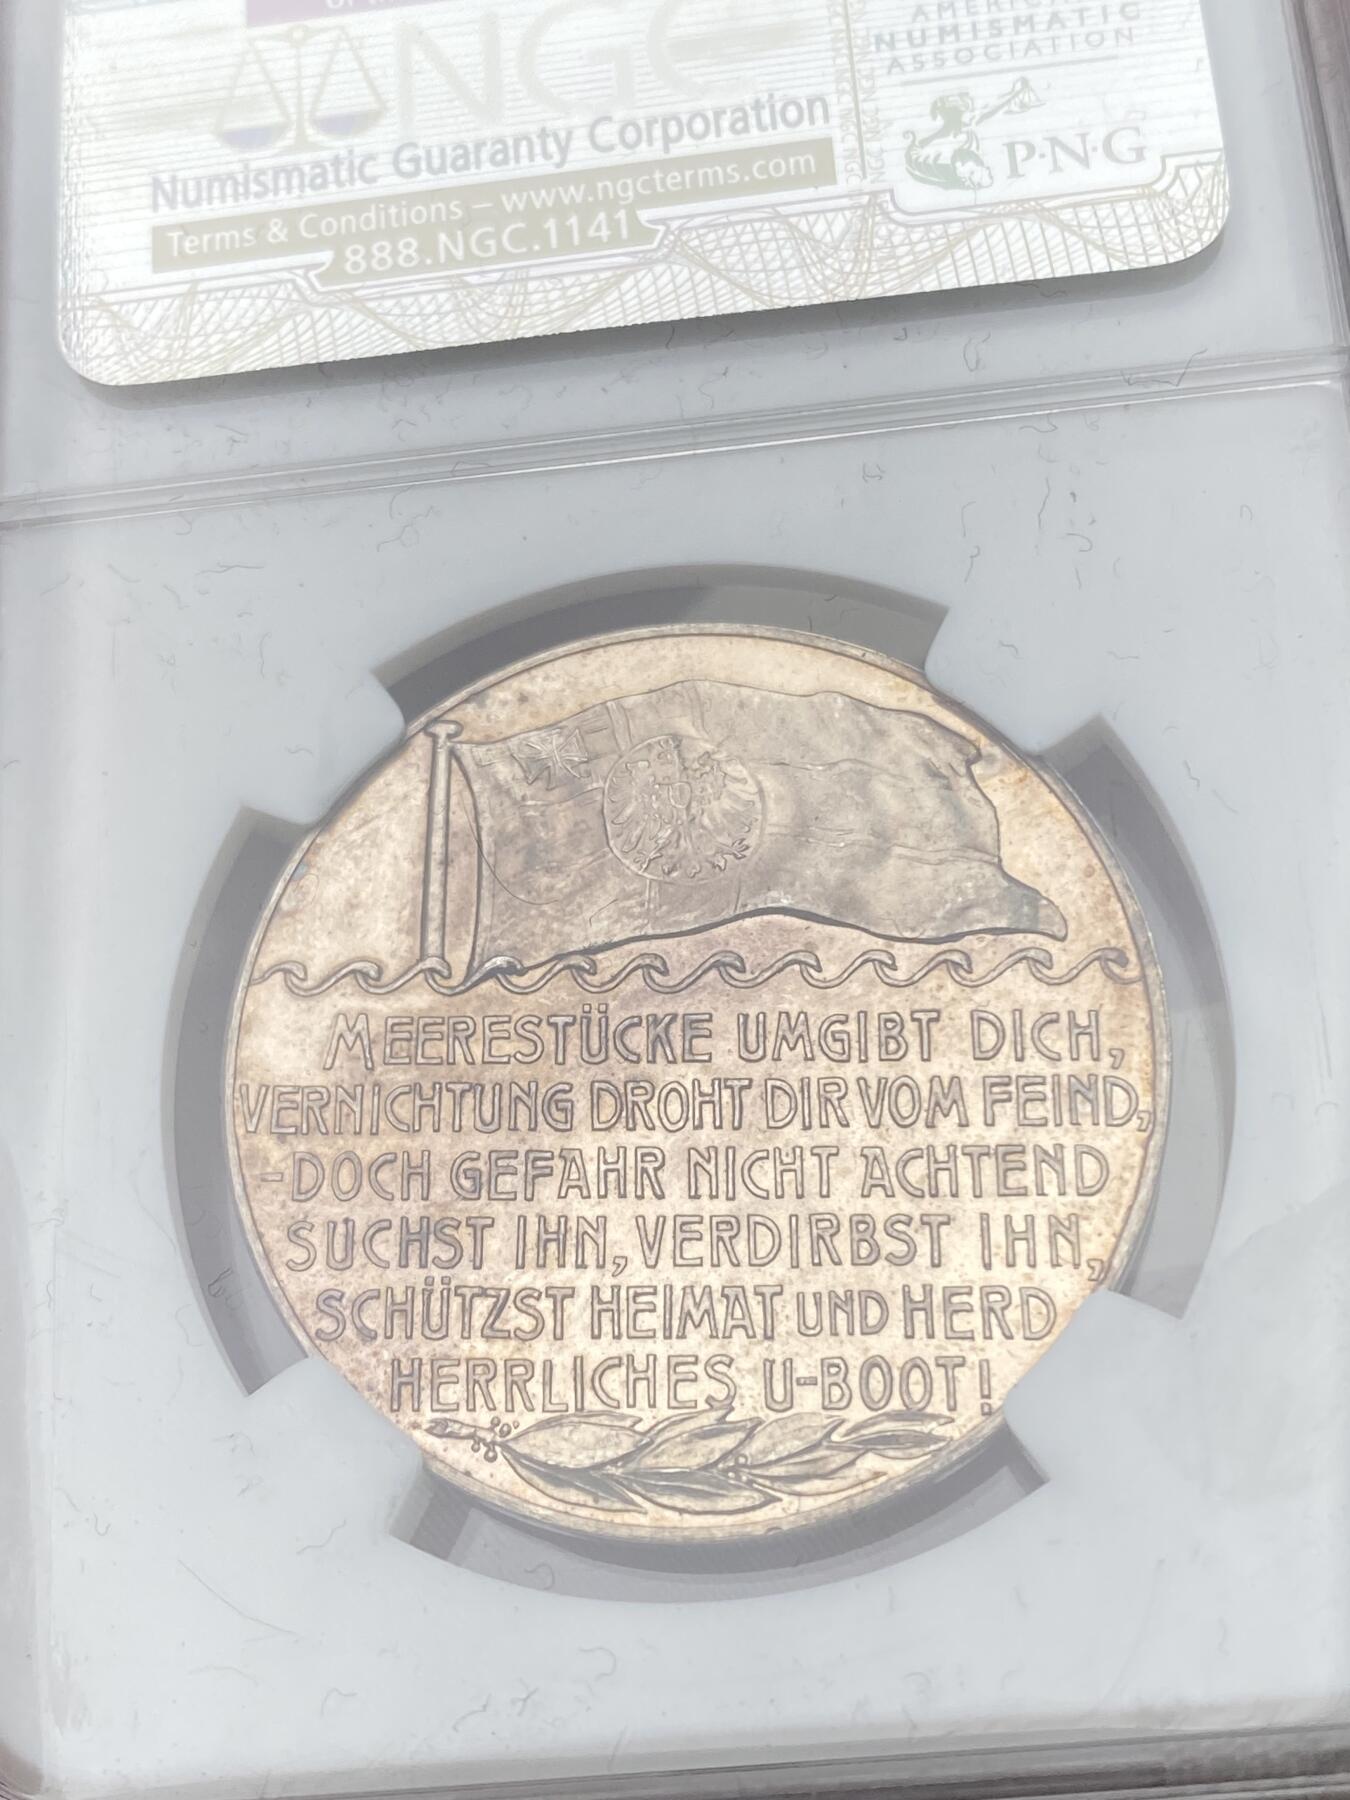 NGC
Numismatic Guaranty Corporation
Terms & Conditions – www.ngcterms.com
888.NGC.1141
NUMISMATIC
ASSOCIATION
P·N·G
MEERESTÜCKE UMGIBT DICH,
VERNICHTUNG DROHT DIR VOM FEIND,
-DOCH GEFAHR NICHT ACHTEND
SUCHST IHN, VERDIRBST IHN,
SCHÜTZST HEIMAT UND HERD
HERRLICHES U-BOOT!